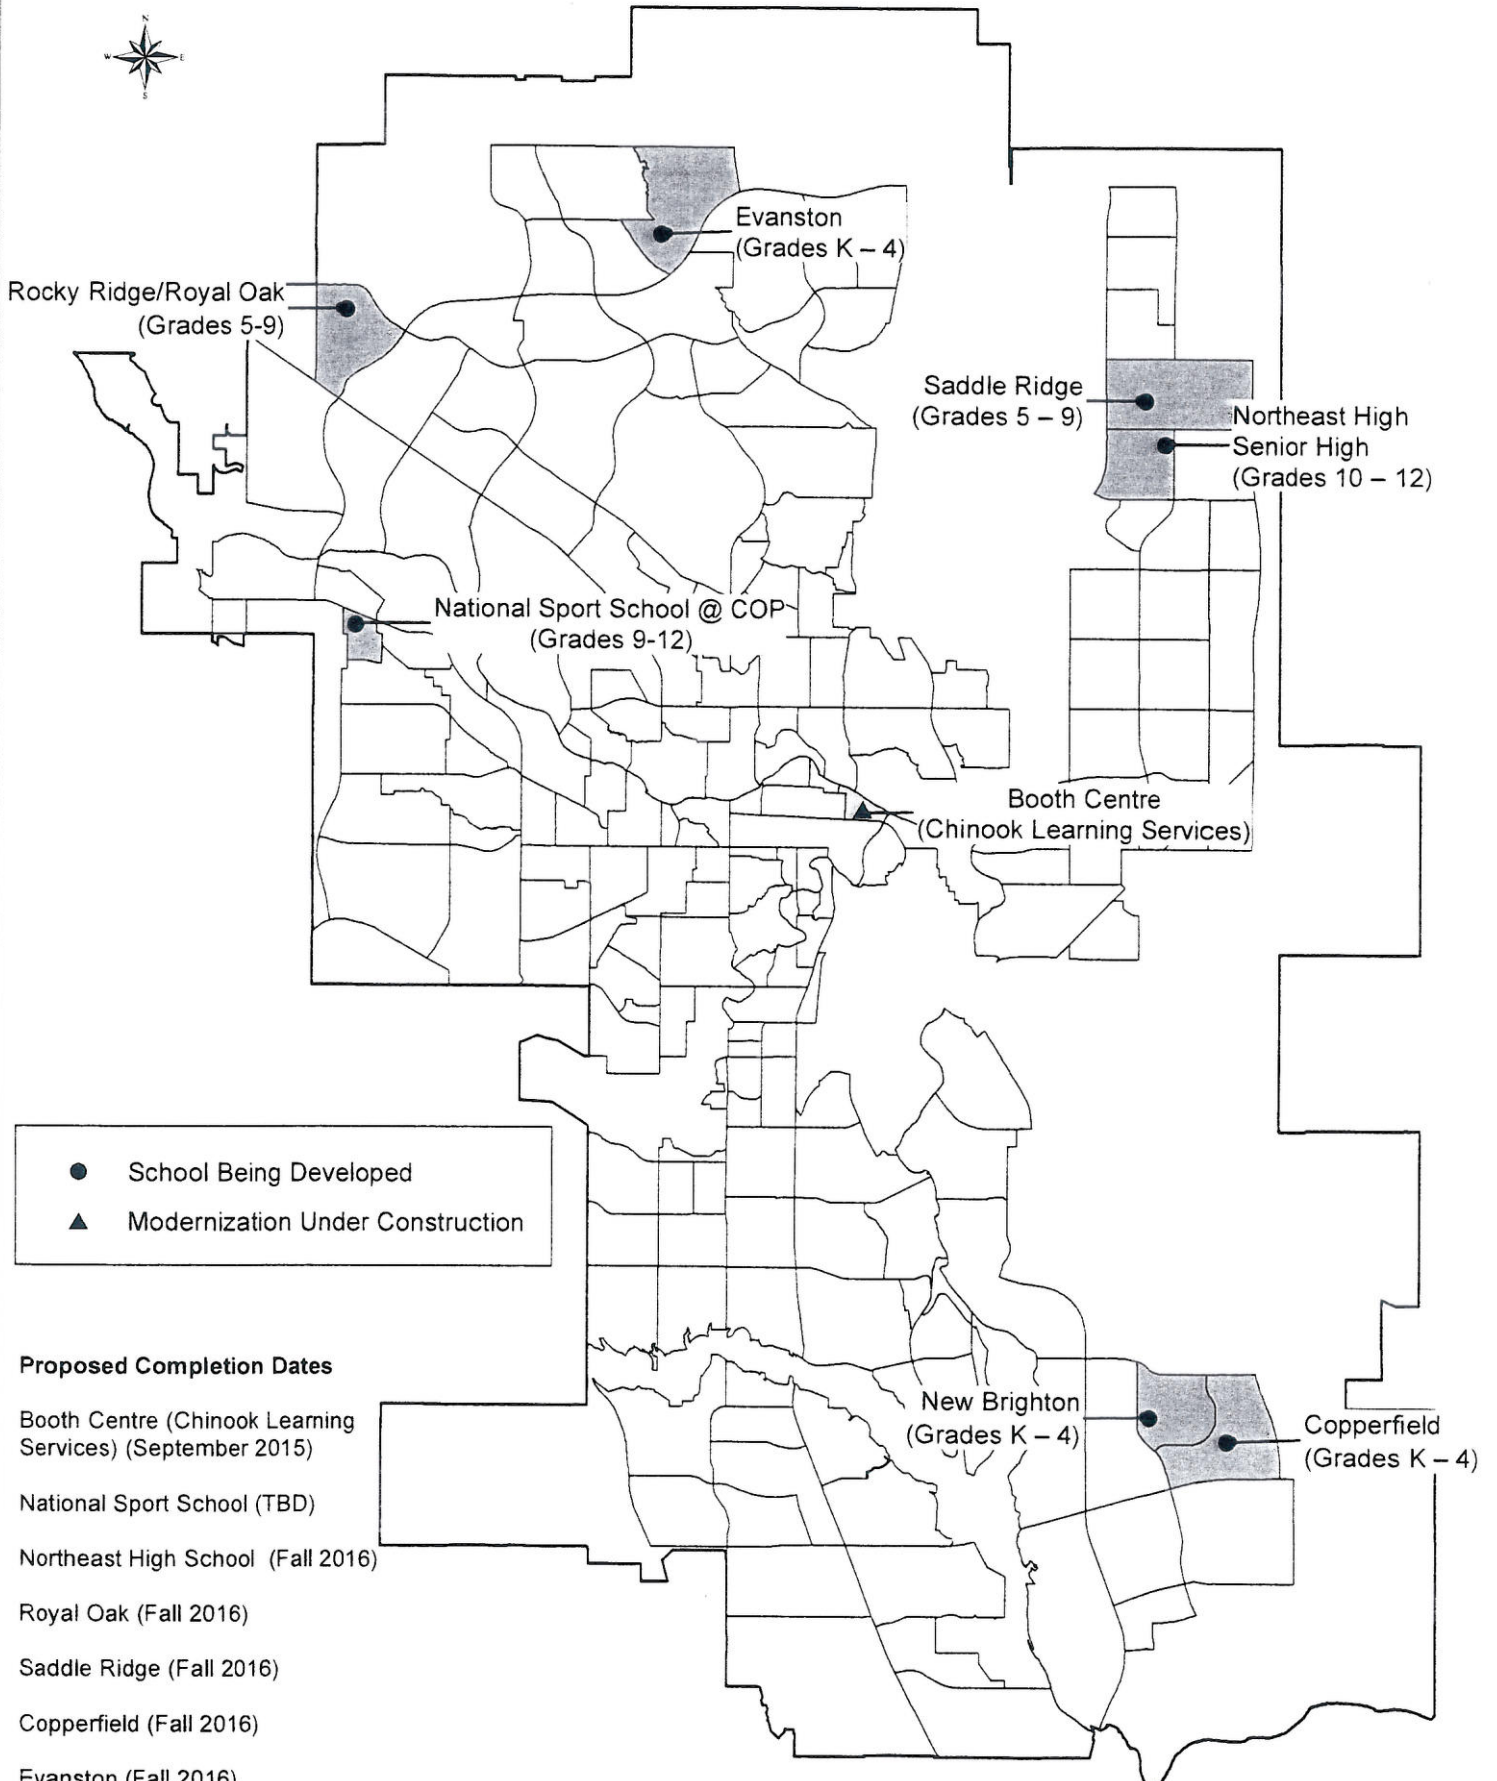 N
W E
S
Evanston
(Grades K – 4)
Rocky Ridge/Royal Oak
(Grades 5-9)
Saddle Ridge
(Grades 5 – 9)
Northeast High
Senior High
(Grades 10 – 12)
National Sport School @ COP
(Grades 9-12)
Booth Centre
(Chinook Learning Services)
● School Being Developed
▲ Modernization Under Construction
New Brighton
(Grades K – 4)
Copperfield
(Grades K – 4)
Proposed Completion Dates
Booth Centre (Chinook Learning
Services) (September 2015)
National Sport School (TBD)
Northeast High School (Fall 2016)
Royal Oak (Fall 2016)
Saddle Ridge (Fall 2016)
Copperfield (Fall 2016)
Evanston (Fall 2016)